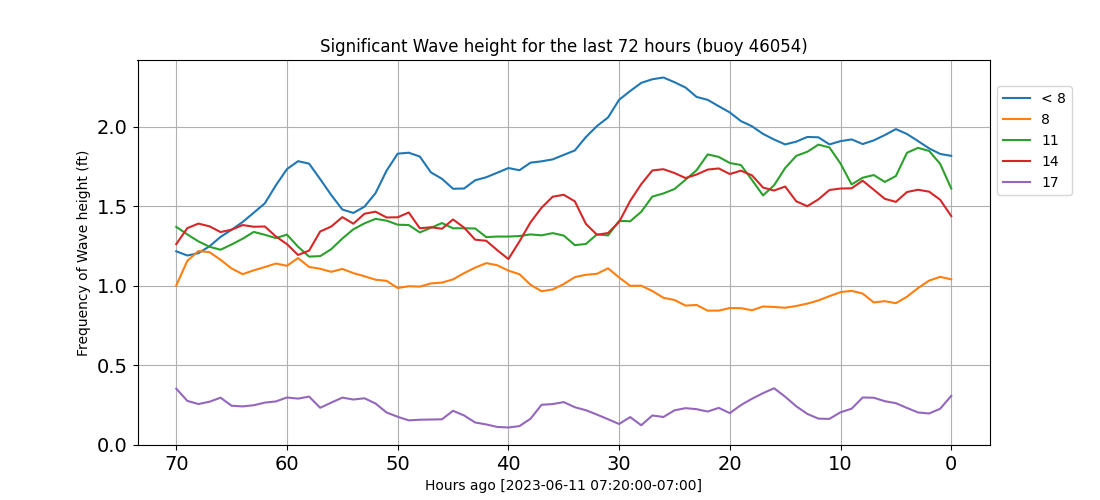 Significant Wave height for the last 72 hours (buoy 46054)
Frequency of Wave height (ft)
2.0
1.5
1.0
0.5
0.0
70 60 50 40 30 20 10 0
Hours ago [2023-06-11 07:20:00-07:00]
< 8
8
11
14
17